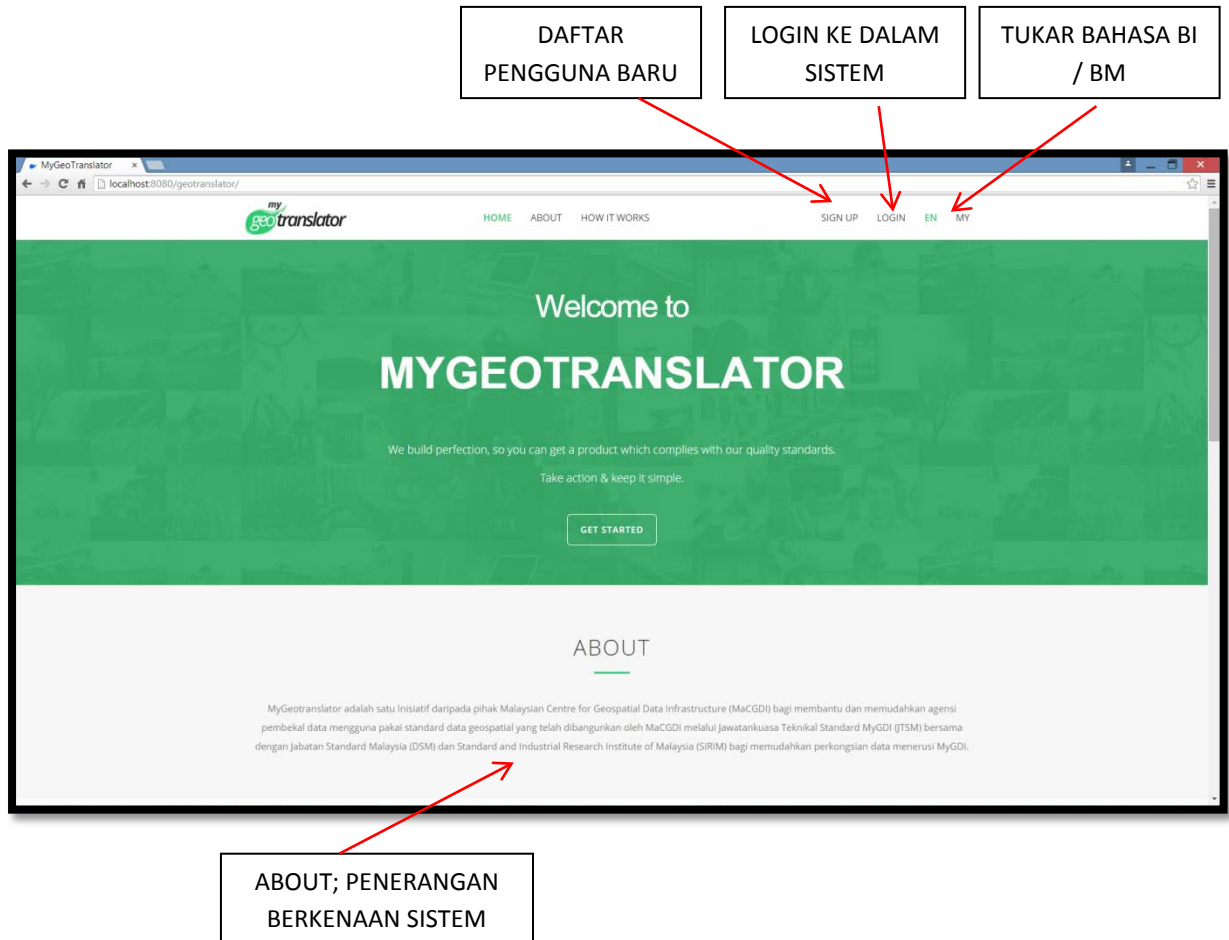 DAFTAR
PENGGUNA BARU
LOGIN KE DALAM
SISTEM
TUKAR BAHASA BI
/ BM
MyGeoTranslator
localhost:8080/geotranslator/
my
geotranslator
HOME ABOUT HOW IT WORKS SIGN UP LOGIN EN MY
Welcome to
MYGEOTRANSLATOR
We build perfection, so you can get a product which complies with our quality standards.
Take action & keep it simple.
GET STARTED
ABOUT
MyGeotranslator adalah satu Inisiatif daripada pihak Malaysian Centre for Geospatial Data Infrastructure (MaCGDI) bagi membantu dan memudahkan agensi
pembekal data mengguna pakai standard data geospatial yang telah dibangunkan oleh MaCGDI melalui Jawatankuasa Teknikal Standard MyGDI (JTSM) bersama
dengan Jabatan Standard Malaysia (DSM) dan Standard and Industrial Research Institute of Malaysia (SIRIM) bagi memudahkan perkongsian data menerusi MyGDI.
ABOUT; PENERANGAN
BERKENAAN SISTEM